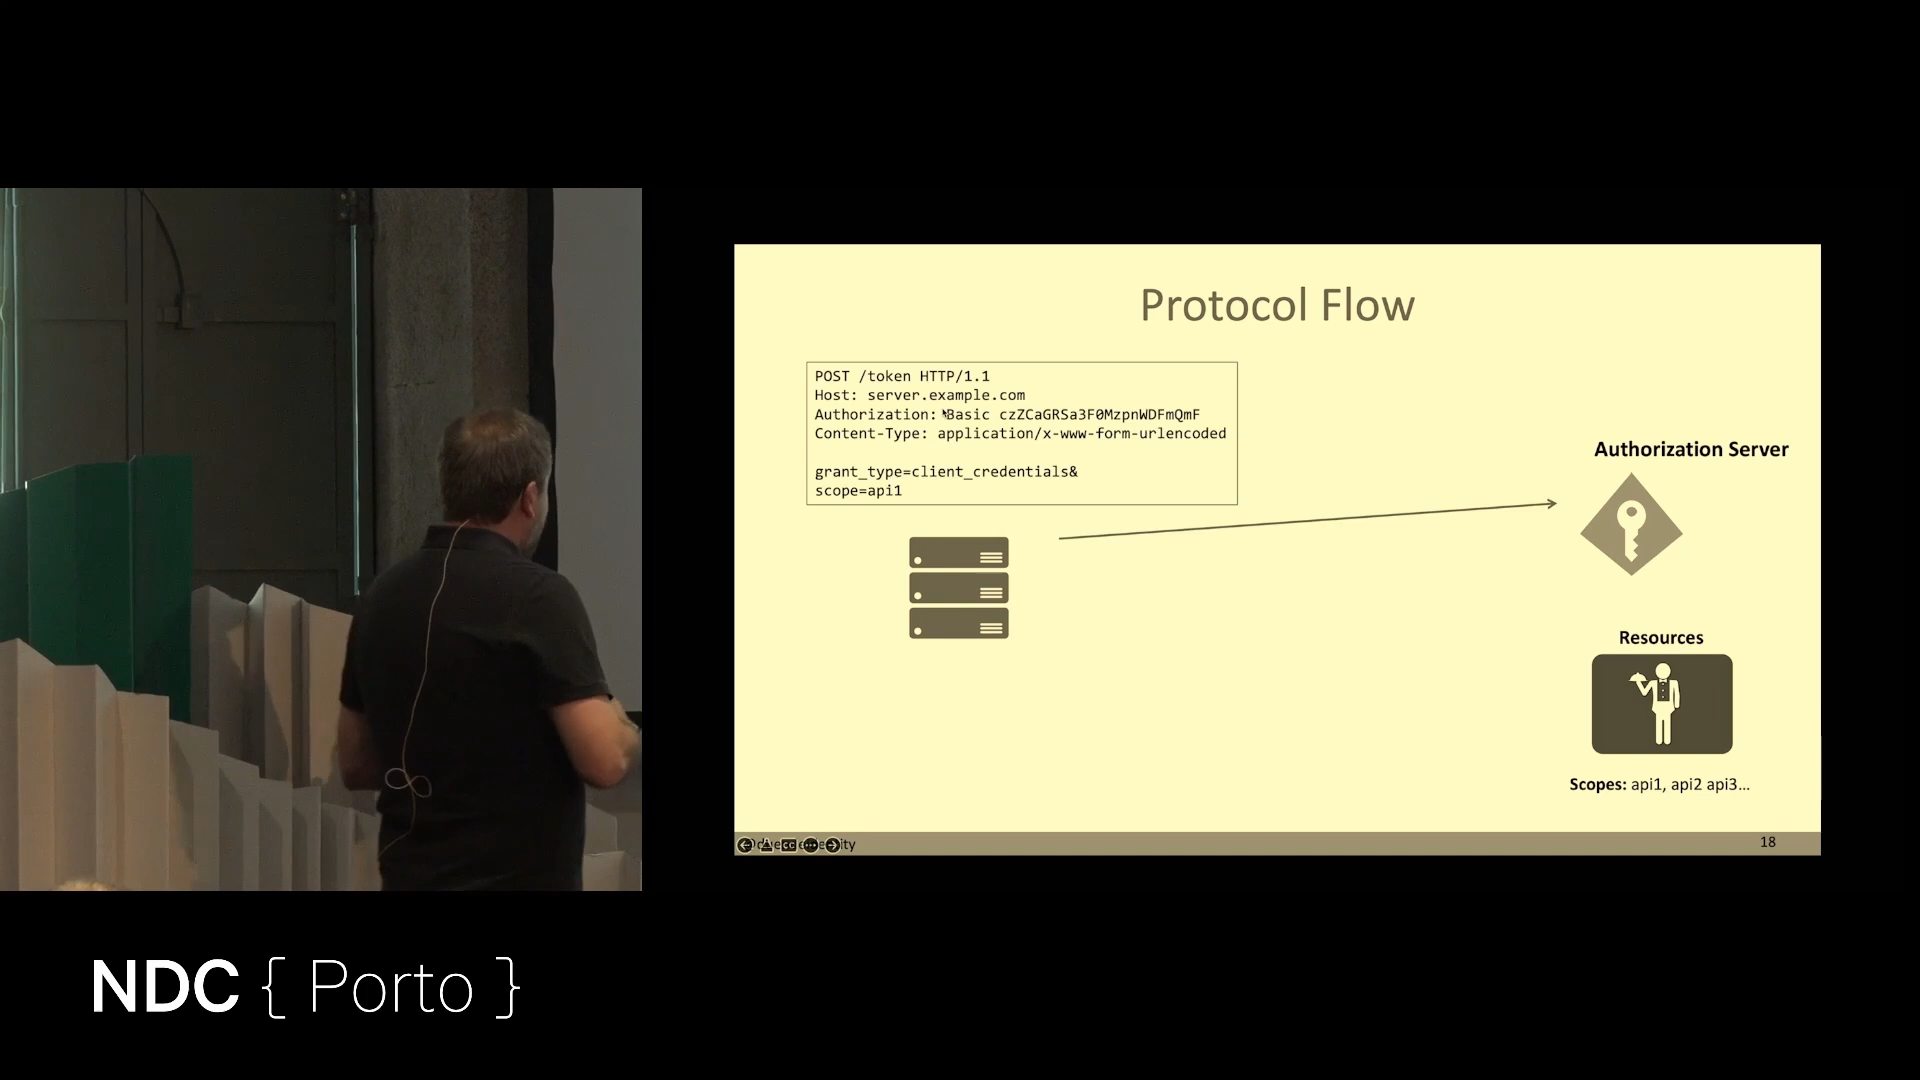 Protocol Flow
POST /token HTTP/1.1
Host: server.example.com
Authorization: Basic czZCaGRSa3F0MzpnWDFmQmF
Content-Type: application/x-www-form-urlencoded
grant_type=client_credentials&
scope=api1
Authorization Server
Resources
Scopes: api1, api2 api3...
18
NDC { Porto }